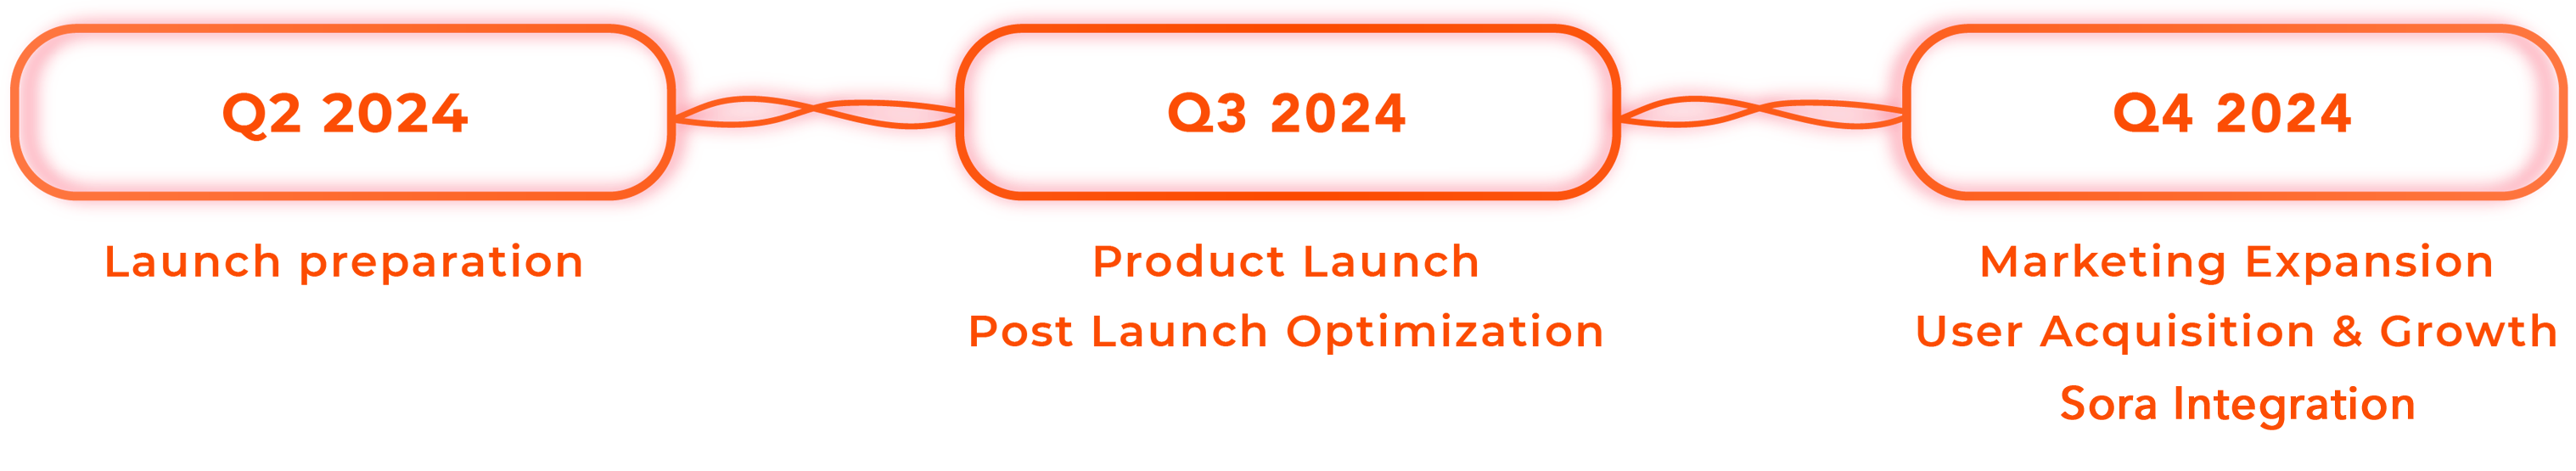 Q2 2024
Launch preparation
Q3 2024
Product Launch
Post Launch Optimization
Q4 2024
Marketing Expansion
User Acquisition & Growth
Sora Integration